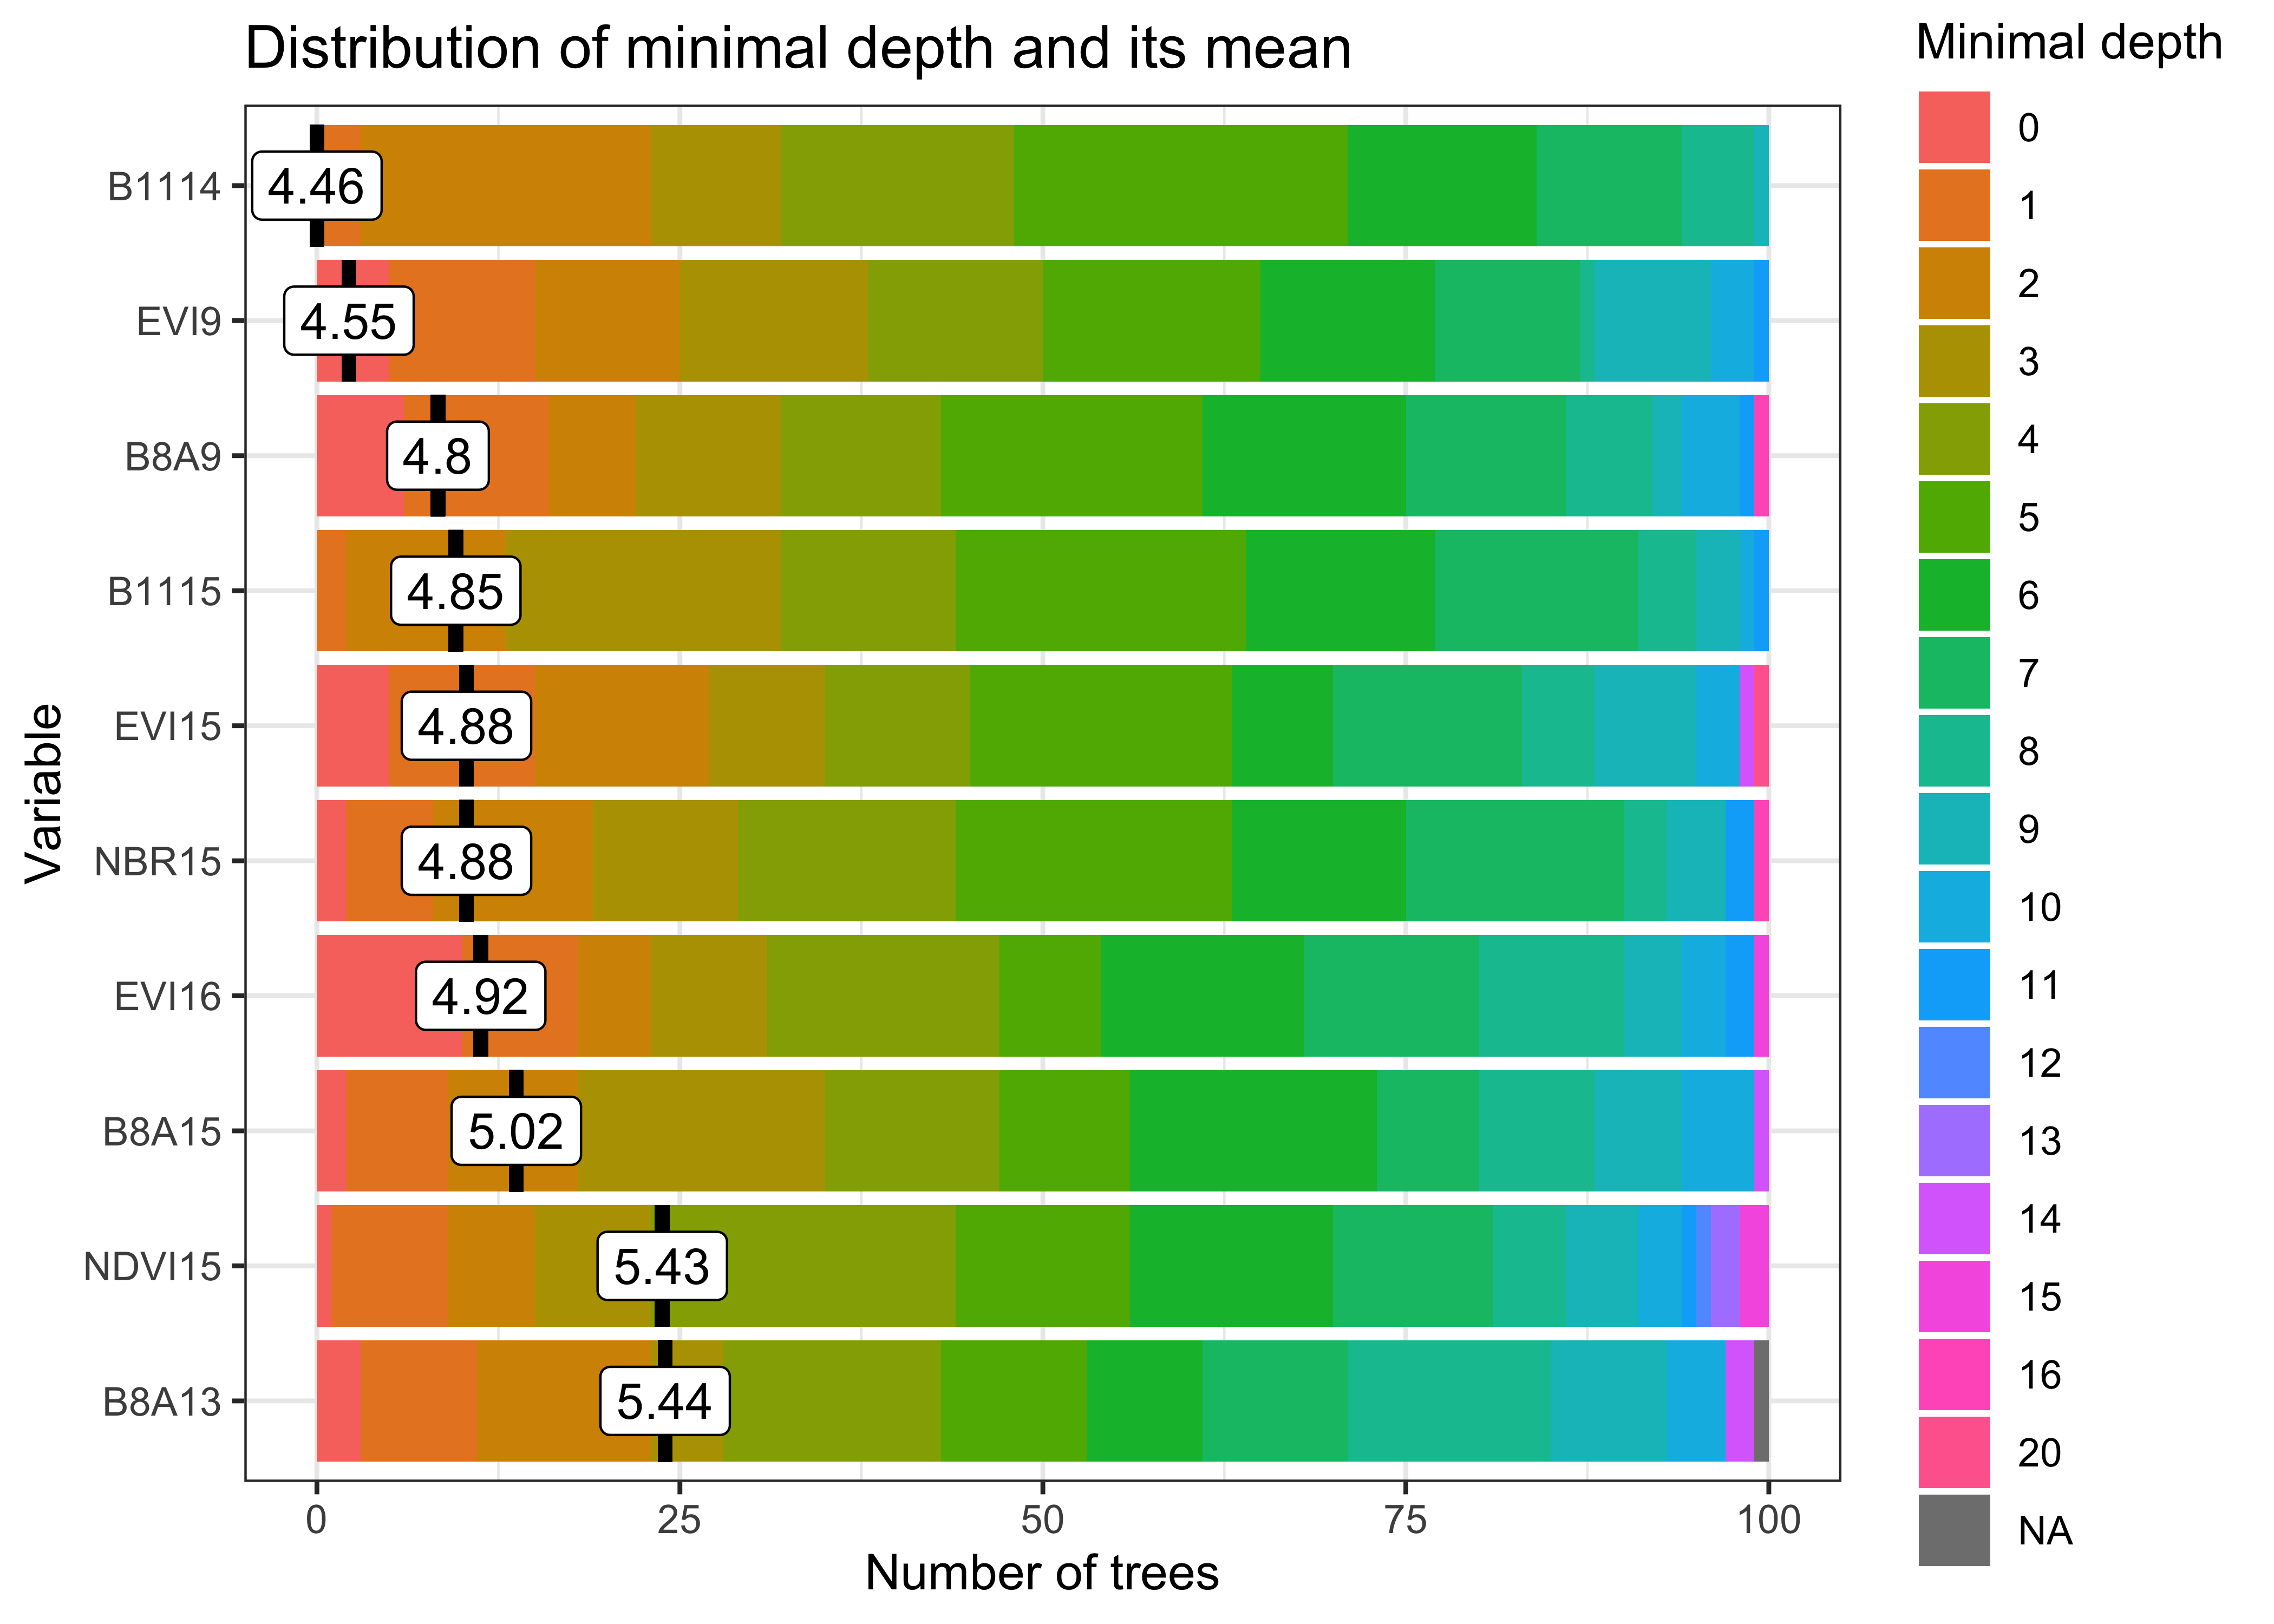 Distribution of minimal depth and its mean
Variable
B1114
4.46
EVI9
4.55
B8A9
4.8
B1115
4.85
EVI15
4.88
NBR15
4.88
EVI16
4.92
B8A15
5.02
NDVI15
5.43
B8A13
5.44
0 25 50 75 100
Number of trees
Minimal depth
0
1
2
3
4
5
6
7
8
9
10
11
12
13
14
15
16
20
NA